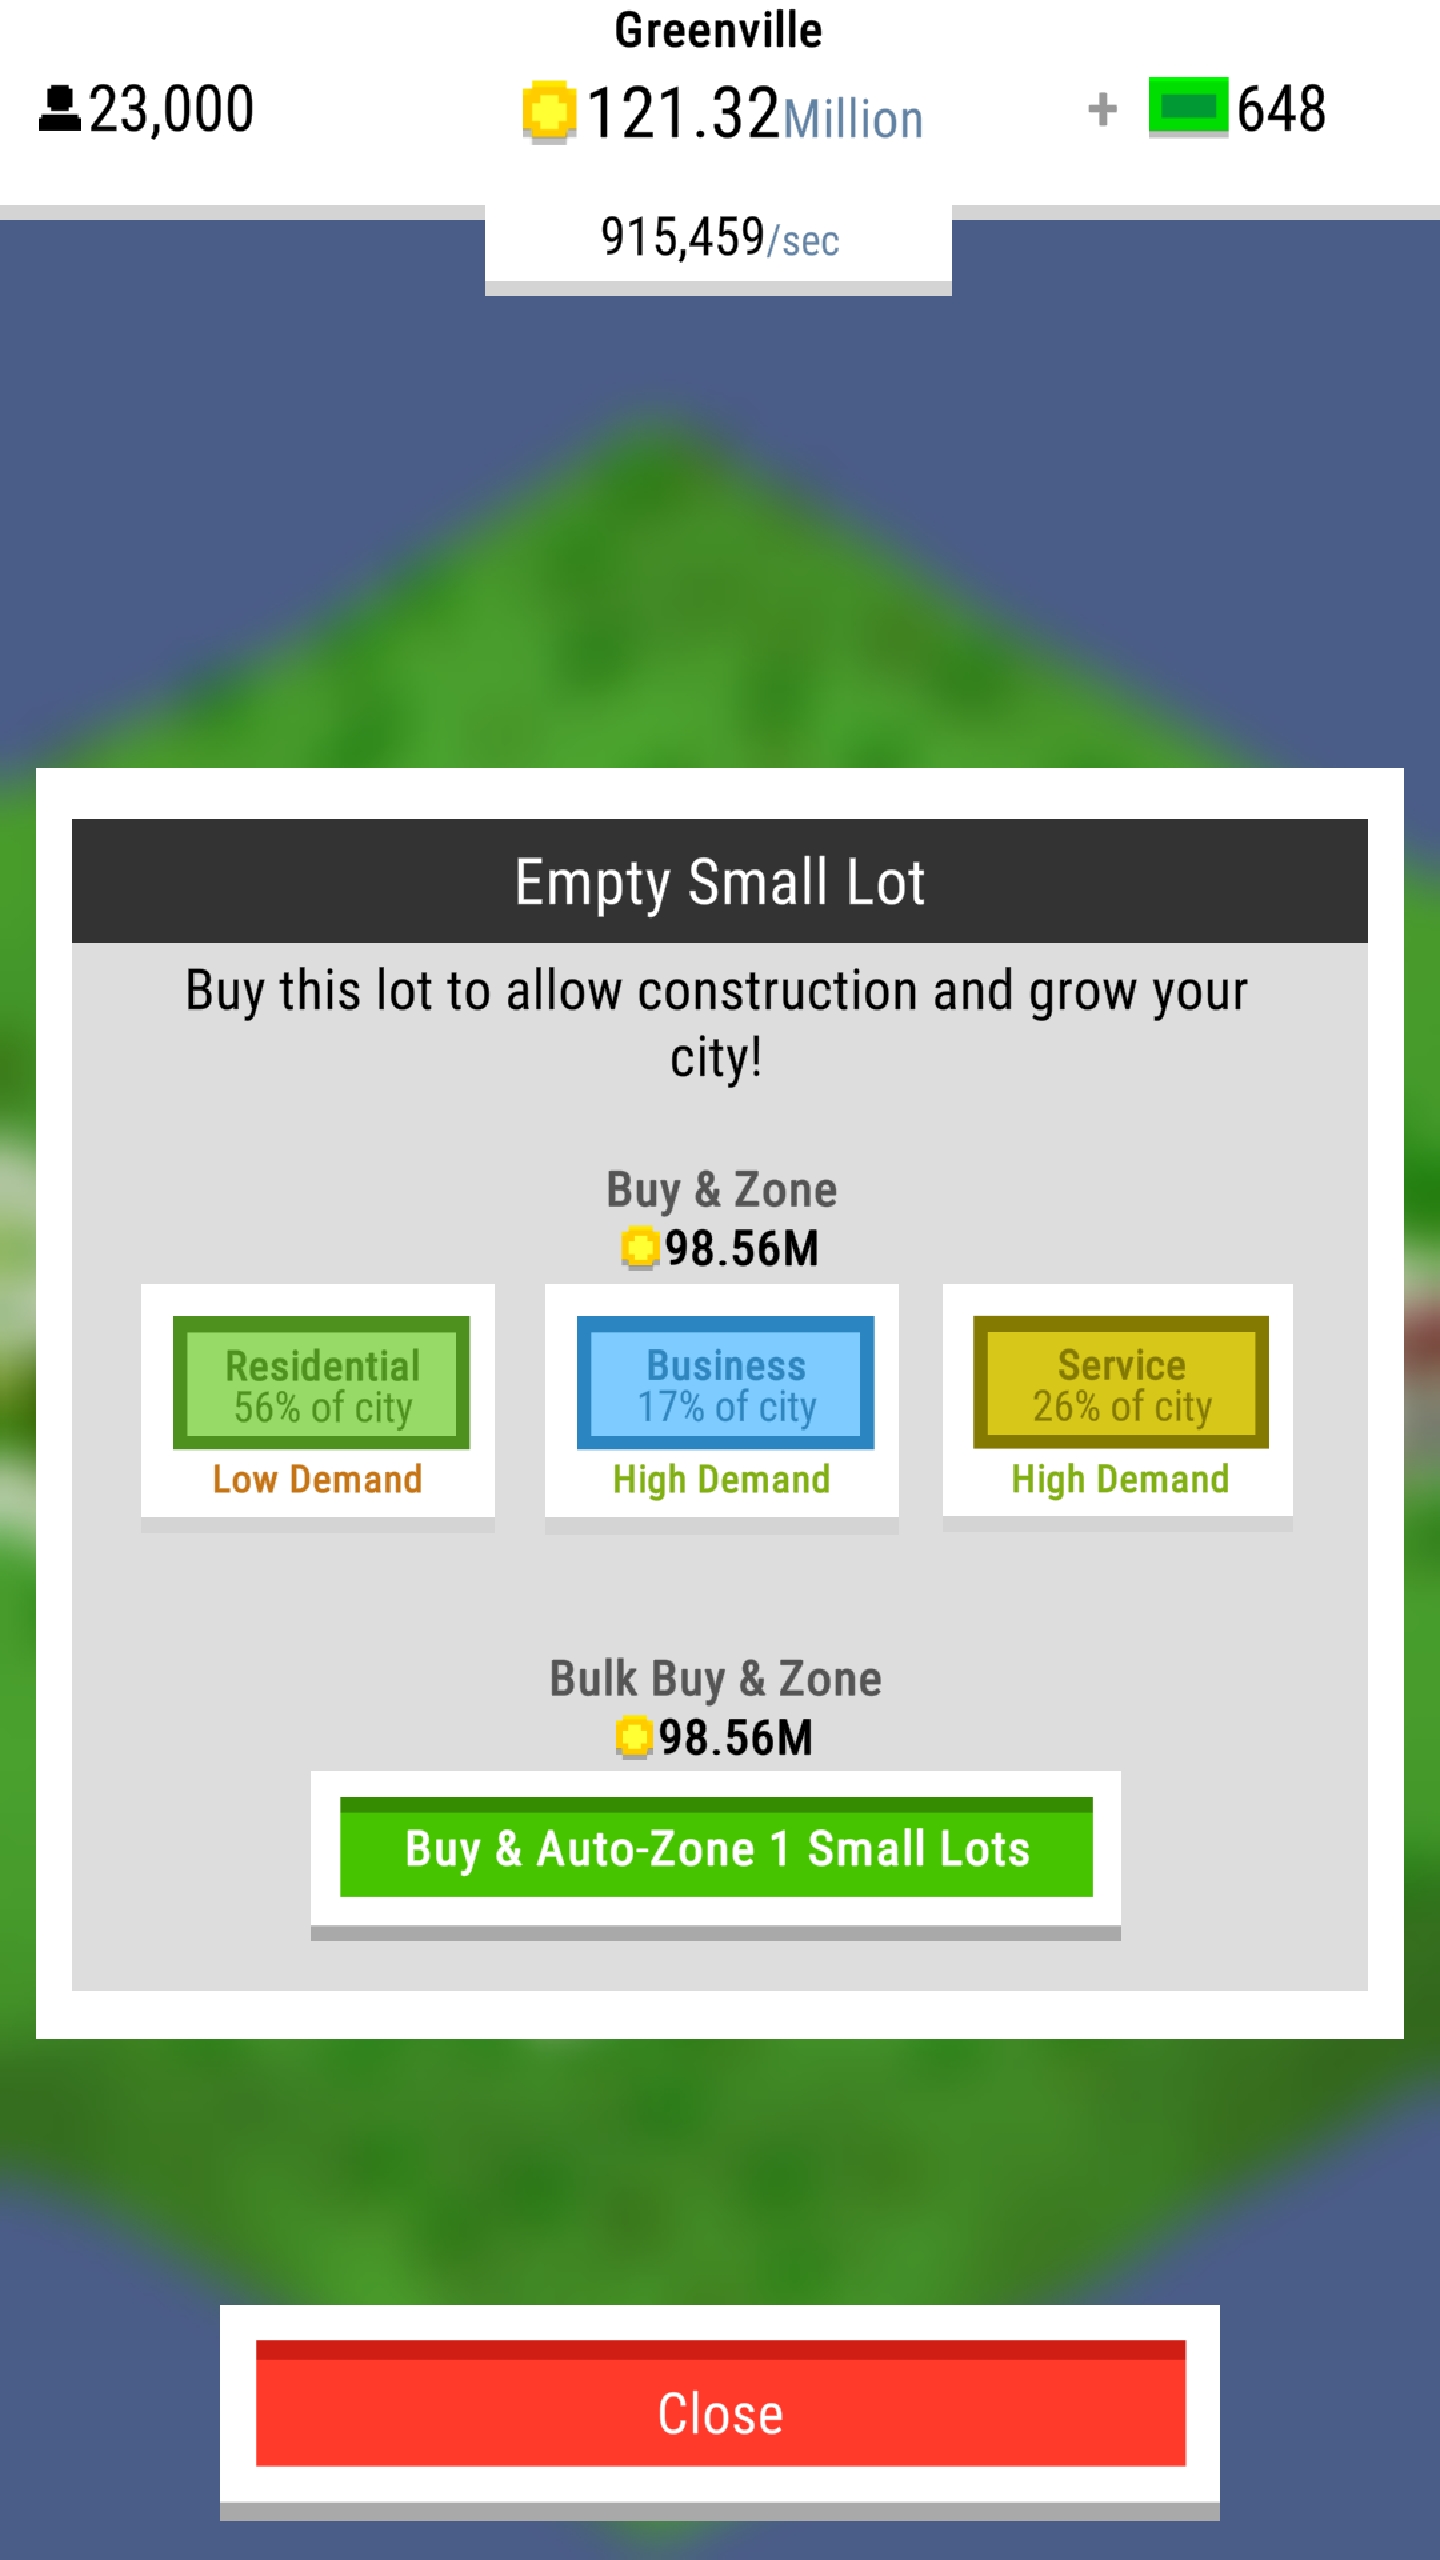 Greenville
23,000
121.32Million
+ 648
915,459/sec
Empty Small Lot
Buy this lot to allow construction and grow your
city!
Buy & Zone
98.56M
Residential
56% of city
Low Demand
Business
17% of city
High Demand
Service
26% of city
High Demand
Bulk Buy & Zone
98.56M
Buy & Auto-Zone 1 Small Lots
Close